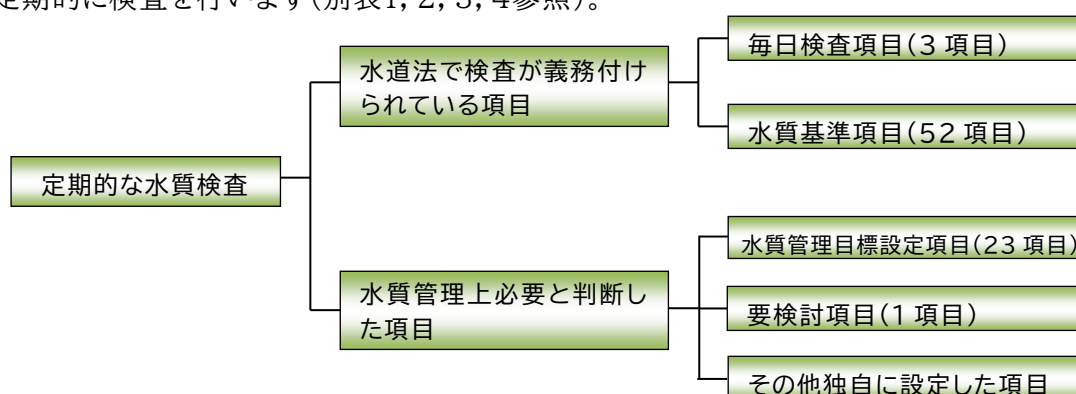 定期的に検査を行います(別表1, 2, 3, 4参照)。
定期的な水質検査
水道法で検査が義務付け
られている項目
毎日検査項目(3 項目)
水質基準項目(52 項目)
水質管理上必要と判断し
た項目
水質管理目標設定項目(23 項目)
要検討項目(1 項目)
その他独自に設定した項目